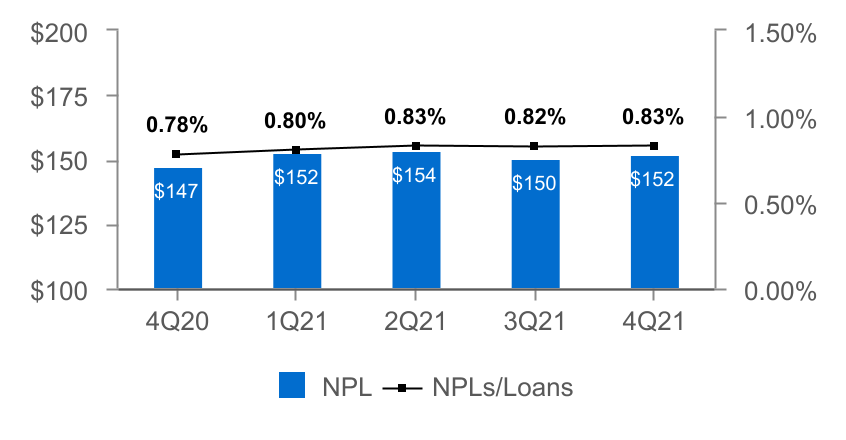 $200
$175
$150
$125
$100
1.50%
1.00%
0.50%
0.00%
0.78%
0.80%
0.83%
0.82%
0.83%
$147
$152
$154
$150
$152
4Q20
1Q21
2Q21
3Q21
4Q21
NPL
NPLs/Loans